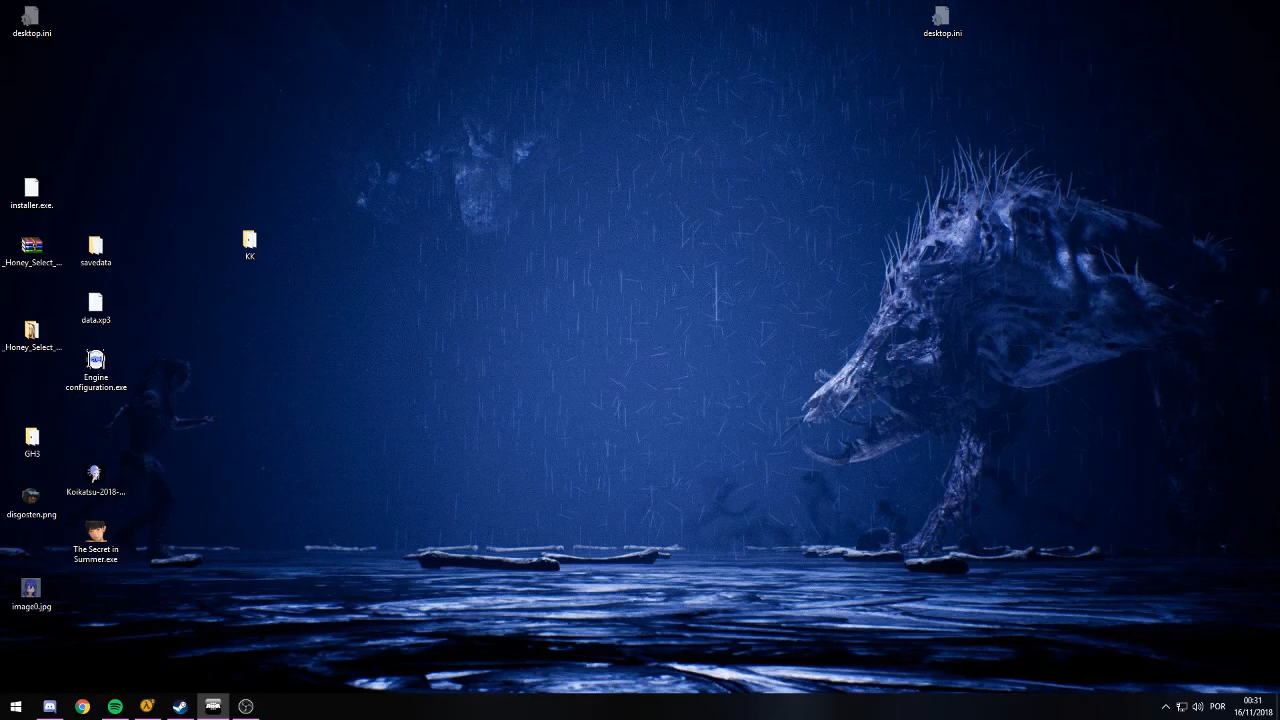 desktop.ini
desktop.ini
installer.exe.
_Honey_Select_...
savedata
KK
data.xp3
_Honey_Select_...
Engine
configuration.exe
GH3
Koikatsu-2018-...
disgosten.png
The Secret in
Summer.exe
image0.jpg
POR
00:31
16/11/2018